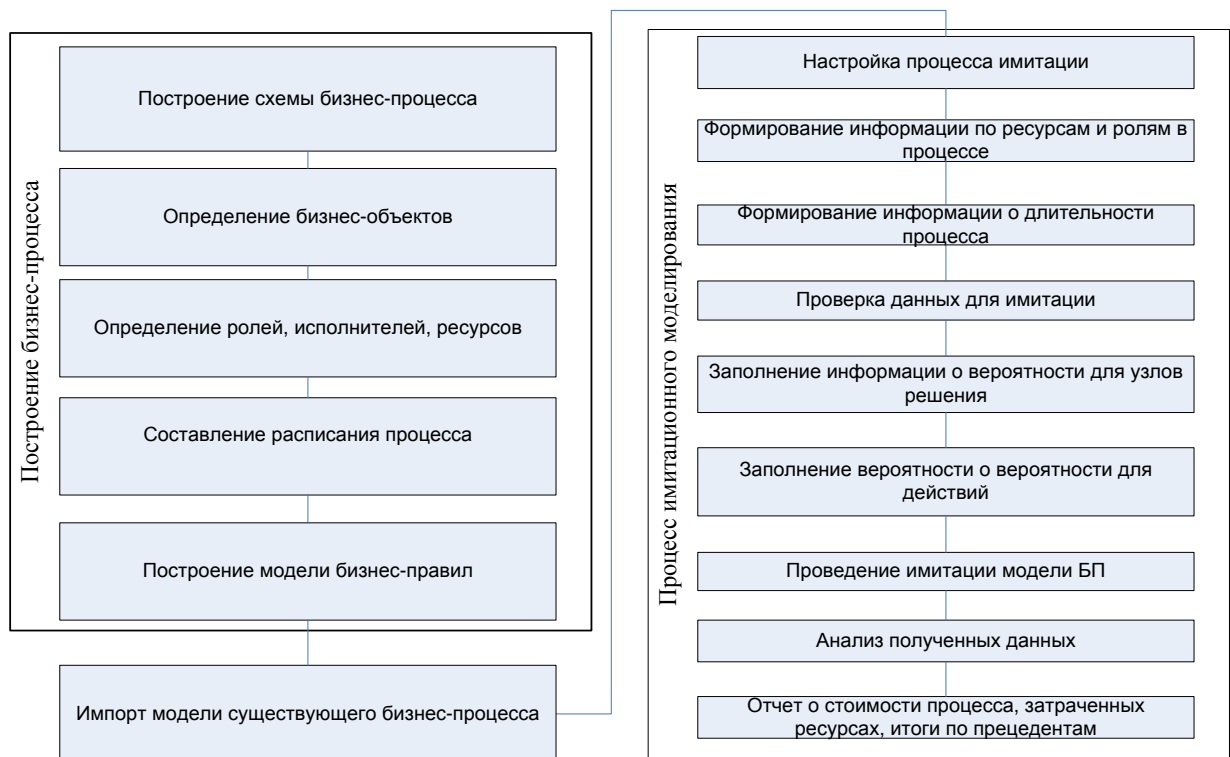 Построение бизнес-процесса
Построение схемы бизнес-процесса
Определение бизнес-объектов
Определение ролей, исполнителей, ресурсов
Составление расписания процесса
Построение модели бизнес-правил
Импорт модели существующего бизнес-процесса
Процесс имитационного моделирования
Настройка процесса имитации
Формирование информации по ресурсам и ролям в
процессе
Формирование информации о длительности
процесса
Проверка данных для имитации
Заполнение информации о вероятности для узлов
решения
Заполнение вероятности о вероятности для
действий
Проведение имитации модели БП
Анализ полученных данных
Отчет о стоимости процесса, затраченных
ресурсах, итоги по прецедентам